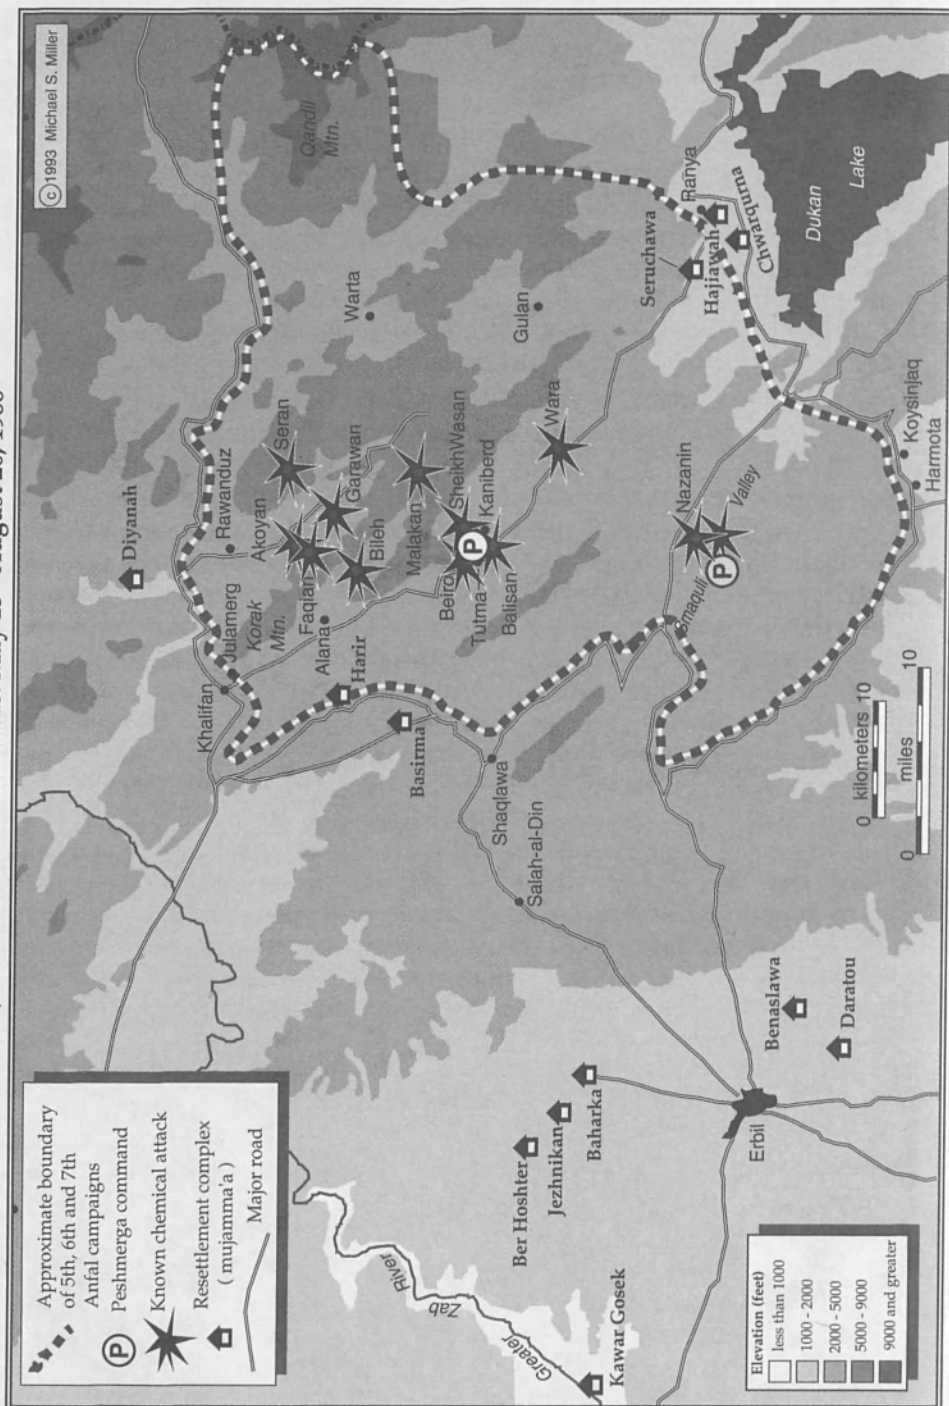 © 1993 Michael S. Miller
Approximate boundary
of 5th, 6th and 7th
Anfal campaigns
Peshmerga command
Known chemical attack
Resettlement complex
( mujamma'a )
Major road
P
Diyanah
Rawanduz
Julamerg
Khalifan
Korak
Mtn.
Akoyan
Seran
Faqian
Garawan
Alana
Bileh
Harir
Basirma
Warta
Qandil
Mtn.
Malakan
Sheikh Wasan
Beiro
Kaniberd
P
Tutma
Balisan
Gulan
Wara
Shaqlawa
Salah-al-Din
Seruchawa
Ranya
Hajiawah
Chwarqurna
Dukan
Lake
Nazanin
Smaquli
Valley
P
Koysinjaq
Harmota
Greater
Zab
River
Ber Hoshter
Jezhnikan
Baharka
Kawar Gosek
Erbil
Benaslawa
Daratou
Elevation (feet)
less than 1000
1000 - 2000
2000 - 5000
5000 - 9000
9000 and greater
0 kilometers 10
0 miles 10